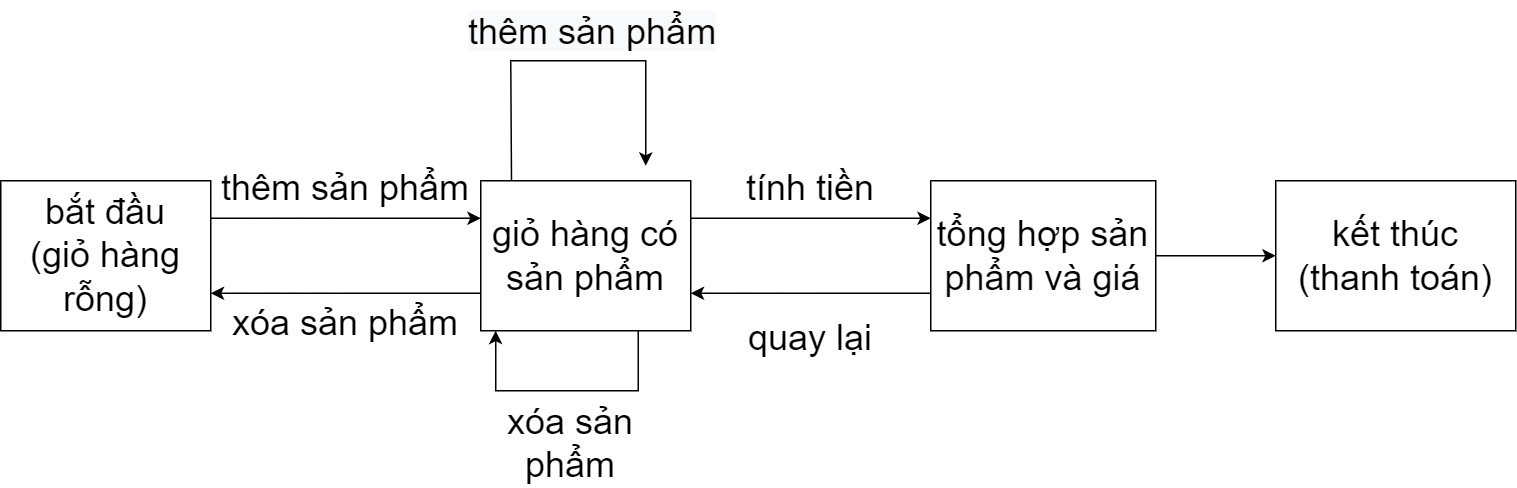 thêm sản phẩm
bắt đầu
(giỏ hàng
rỗng)
thêm sản phẩm
xóa sản phẩm
giỏ hàng có
sản phẩm
xóa sản
phẩm
tính tiền
quay lại
tổng hợp sản
phẩm và giá
kết thúc
(thanh toán)